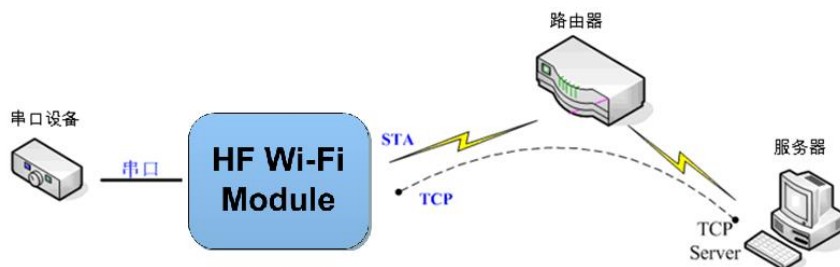 路由器
串口设备
服务器
串口
HF Wi-Fi
Module
STA
TCP
TCP
Server